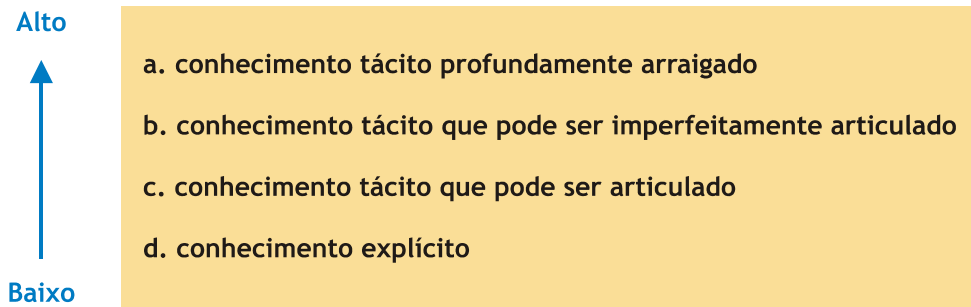 Alto
a. conhecimento tácito profundamente arraigado
b. conhecimento tácito que pode ser imperfeitamente articulado
c. conhecimento tácito que pode ser articulado
d. conhecimento explícito
Baixo